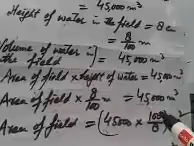 = 45,000 m³
Height of water in the field = 8 cm
= 8/100 m
Volume of water in the field } = 45,000 m³
Area of field × height of water = 45,000 m³
Area of field × 8/100 m = 45,000 m³
Area of field = (45,000 × 100/8)